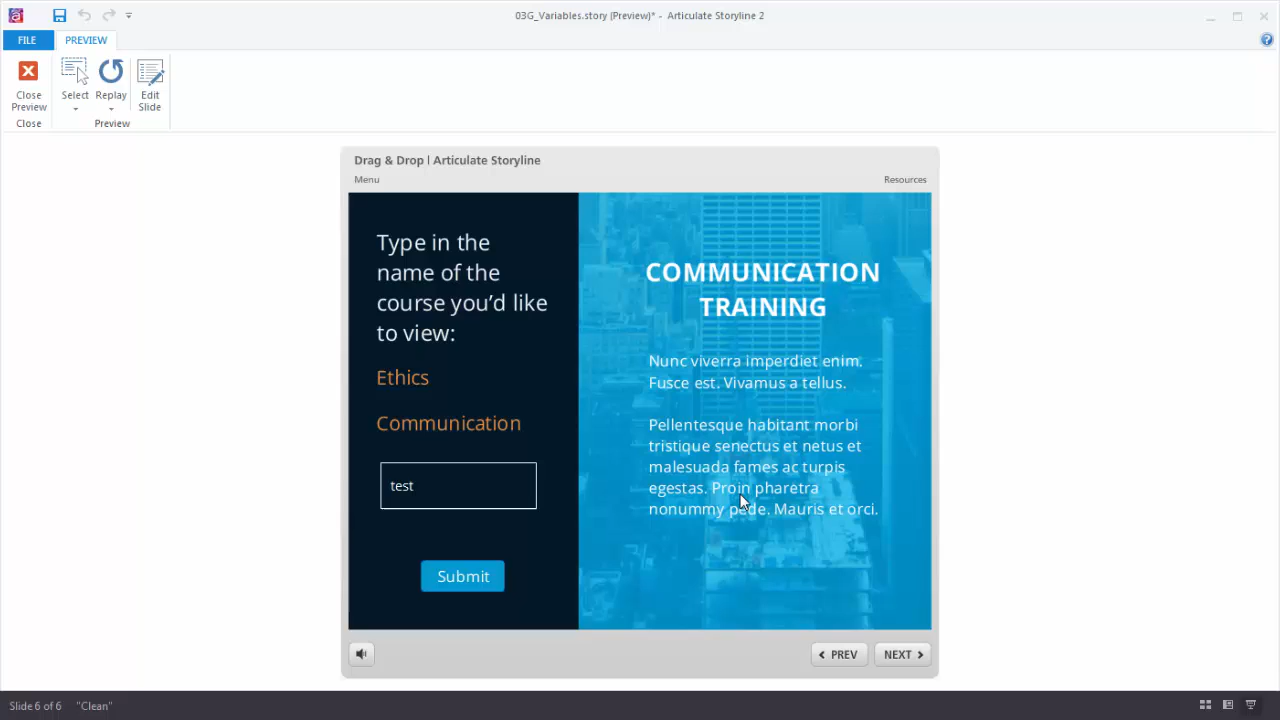 03G_Variables.story (Preview)* - Articulate Storyline 2
FILE
PREVIEW
Close Preview
Select
Replay
Edit Slide
Close
Preview
Drag & Drop | Articulate Storyline
Menu
Resources
Type in the
name of the
course you'd like
to view:
Ethics
Communication
test
Submit
COMMUNICATION
TRAINING
Nunc viverra imperdiet enim.
Fusce est. Vivamus a tellus.
Pellentesque habitant morbi
tristique senectus et netus et
malesuada fames ac turpis
egestas. Proin pharetra
nonummy pede. Mauris et orci.
PREV
NEXT
Slide 6 of 6
"Clean"